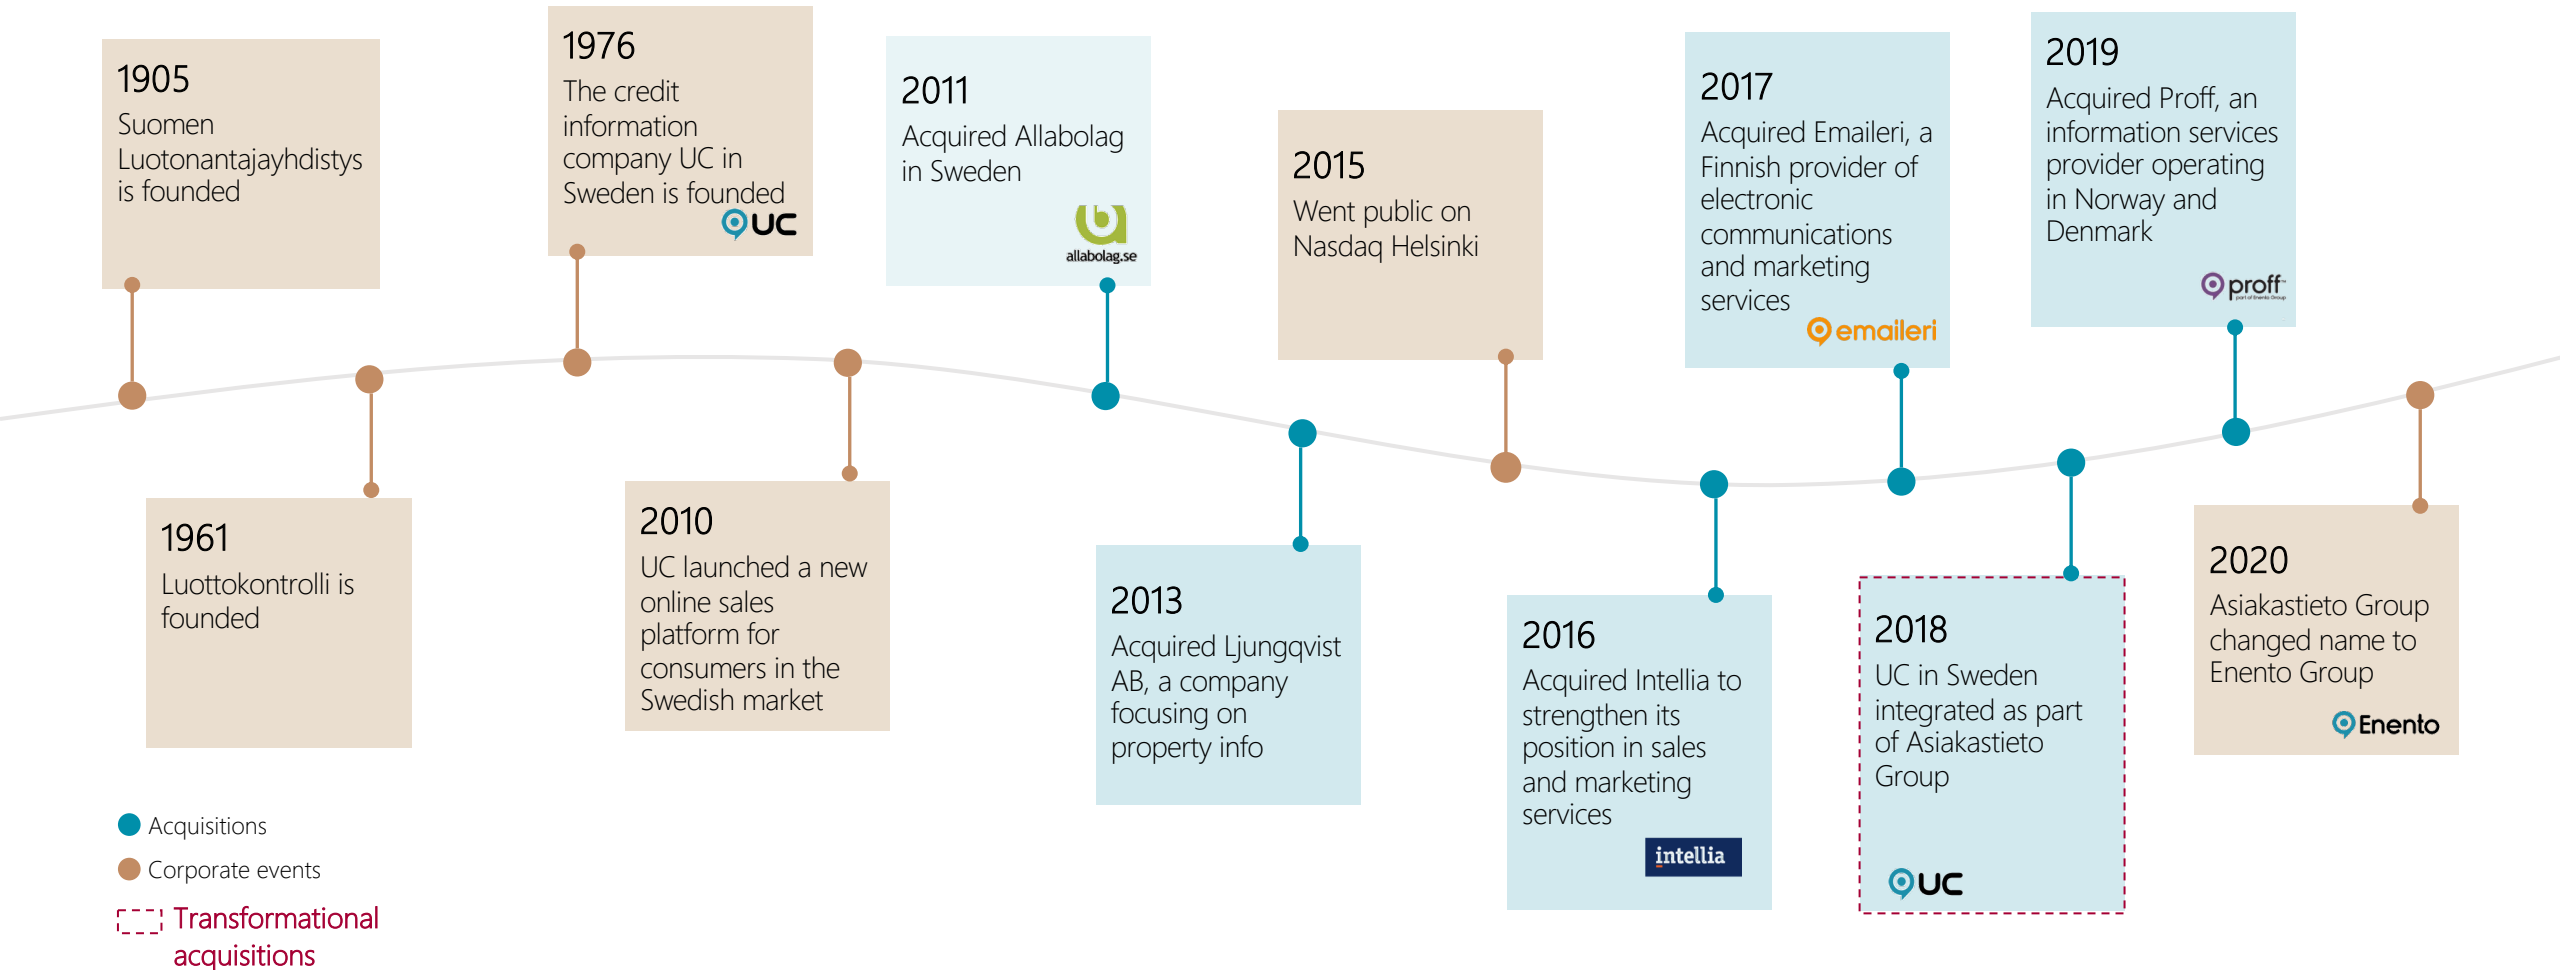 1905
Suomen
Luotonantajayhdistys
is founded
1961
Luottokontrolli is
founded
1976
The credit
information
company UC in
Sweden is founded
UC
2010
UC launched a new
online sales
platform for
consumers in the
Swedish market
2011
Acquired Allabolag
in Sweden
allabolag.se
2013
Acquired Ljungqvist
AB, a company
focusing on
property info
2015
Went public on
Nasdaq Helsinki
2016
Acquired Intellia to
strengthen its
position in sales
and marketing
services
intellia
2017
Acquired Emaileri, a
Finnish provider of
electronic
communications
and marketing
services
emaileri
2018
UC in Sweden
integrated as part
of Asiakastieto
Group
UC
2019
Acquired Proff, an
information services
provider operating
in Norway and
Denmark
proff™
part of Enento Group
2020
Asiakastieto Group
changed name to
Enento Group
Enento
Acquisitions
Corporate events
Transformational
acquisitions